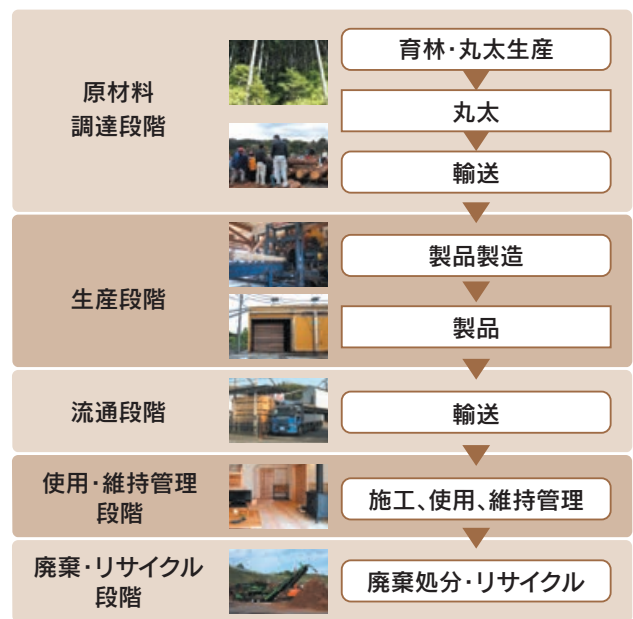 原材料
調達段階
育林・丸太生産
丸太
輸送
生産段階
製品製造
製品
流通段階
輸送
使用・維持管理
段階
施工、使用、維持管理
廃棄・リサイクル
段階
廃棄処分・リサイクル